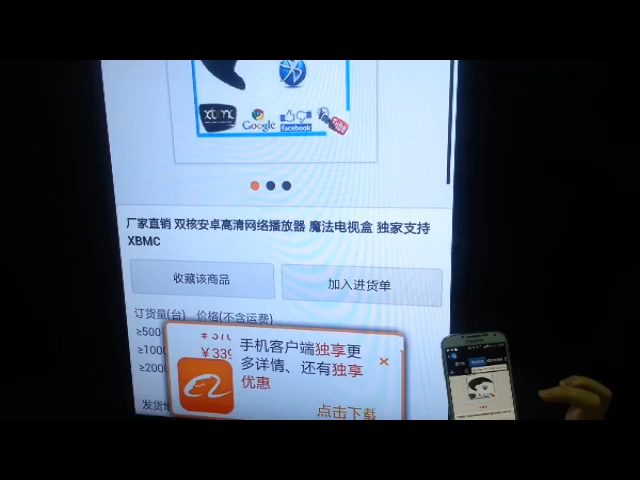 xbmc
Google
facebook
You Tube
厂家直销 双核安卓高清网络播放器 魔法电视盒 独家支持
XBMC
收藏该商品
加入进货单
订货量(台) 价格(不含运费)
≥500
≥1000
¥339
≥2000
手机客户端独享更
多详情、还有独享
优惠
点击下载
发货